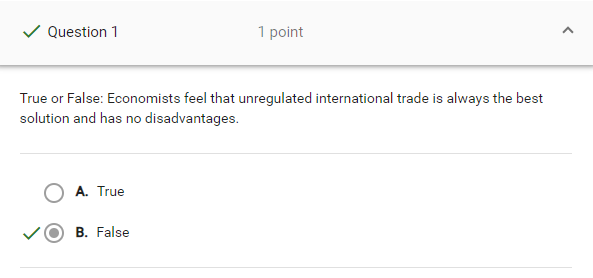 Question 1 1 point
True or False: Economists feel that unregulated international trade is always the best
solution and has no disadvantages.
A. True
B. False